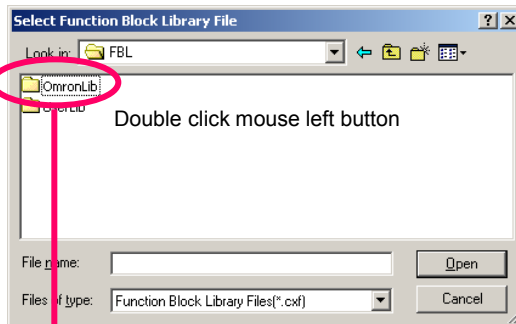 Select Function Block Library File
Look in: FBL
OmronLib
UserLib
Double click mouse left button
File name:
Open
Files of type: Function Block Library Files(*.cxf)
Cancel